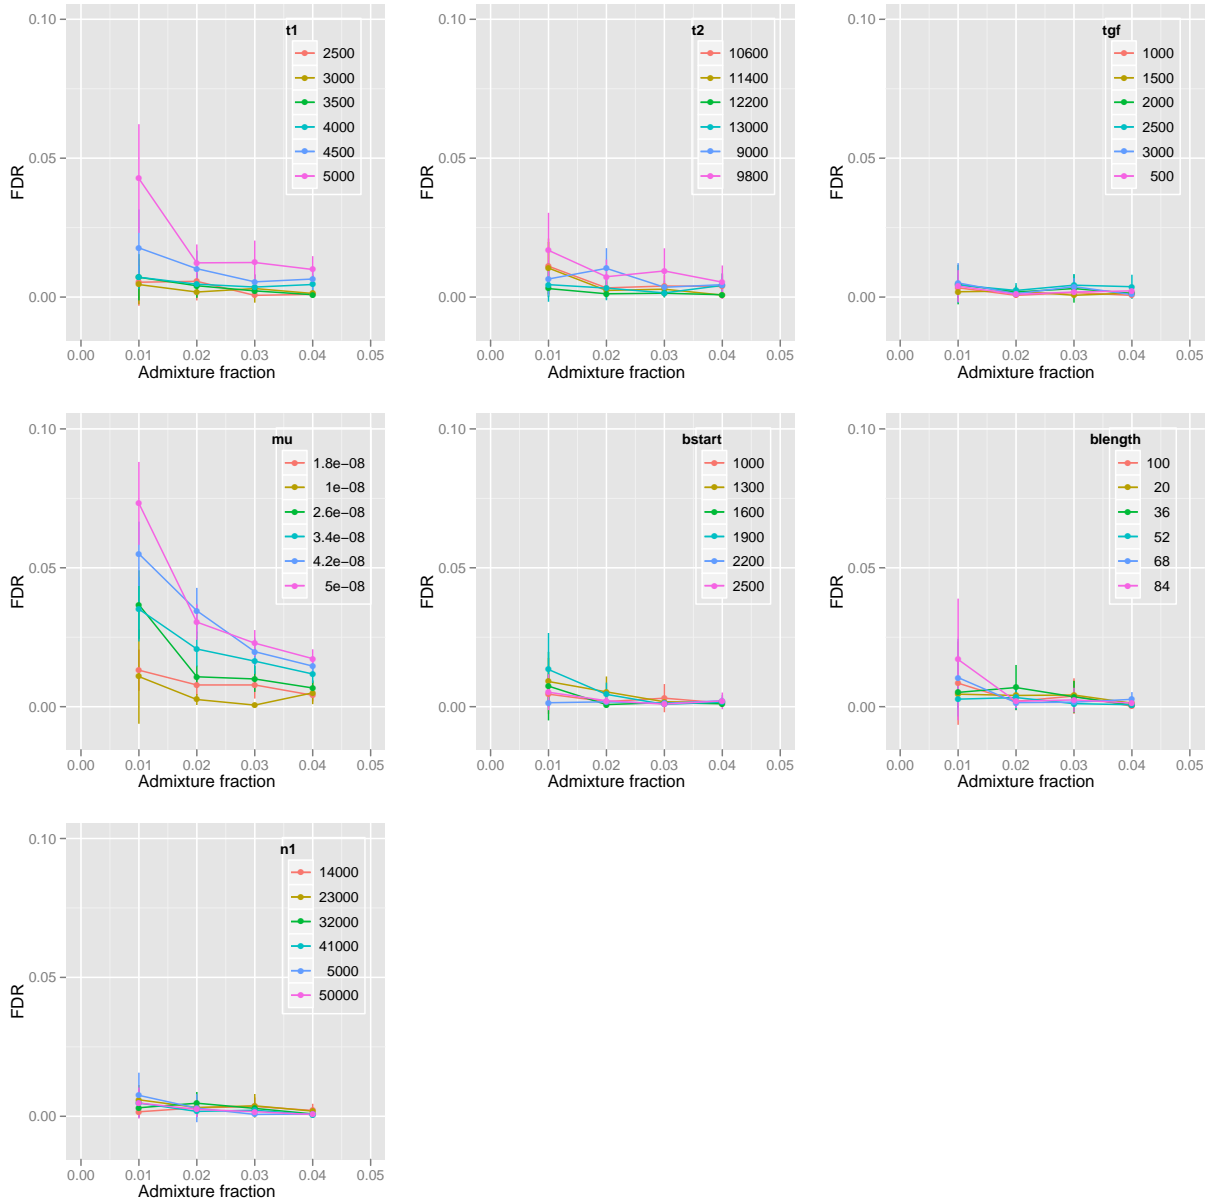 t1
0.10
0.05
0.00
FDR
2500
3000
3500
4000
4500
5000
0.00 0.01 0.02 0.03 0.04 0.05
Admixture fraction
t2
0.10
0.05
0.00
FDR
10600
11400
12200
13000
9000
9800
0.00 0.01 0.02 0.03 0.04 0.05
Admixture fraction
tgf
0.10
0.05
0.00
FDR
1000
1500
2000
2500
3000
500
0.00 0.01 0.02 0.03 0.04 0.05
Admixture fraction
mu
0.10
0.05
0.00
FDR
1.8e−08
1e−08
2.6e−08
3.4e−08
4.2e−08
5e−08
0.00 0.01 0.02 0.03 0.04 0.05
Admixture fraction
bstart
0.10
0.05
0.00
FDR
1000
1300
1600
1900
2200
2500
0.00 0.01 0.02 0.03 0.04 0.05
Admixture fraction
blength
0.10
0.05
0.00
FDR
100
20
36
52
68
84
0.00 0.01 0.02 0.03 0.04 0.05
Admixture fraction
n1
0.10
0.05
0.00
FDR
14000
23000
32000
41000
5000
50000
0.00 0.01 0.02 0.03 0.04 0.05
Admixture fraction